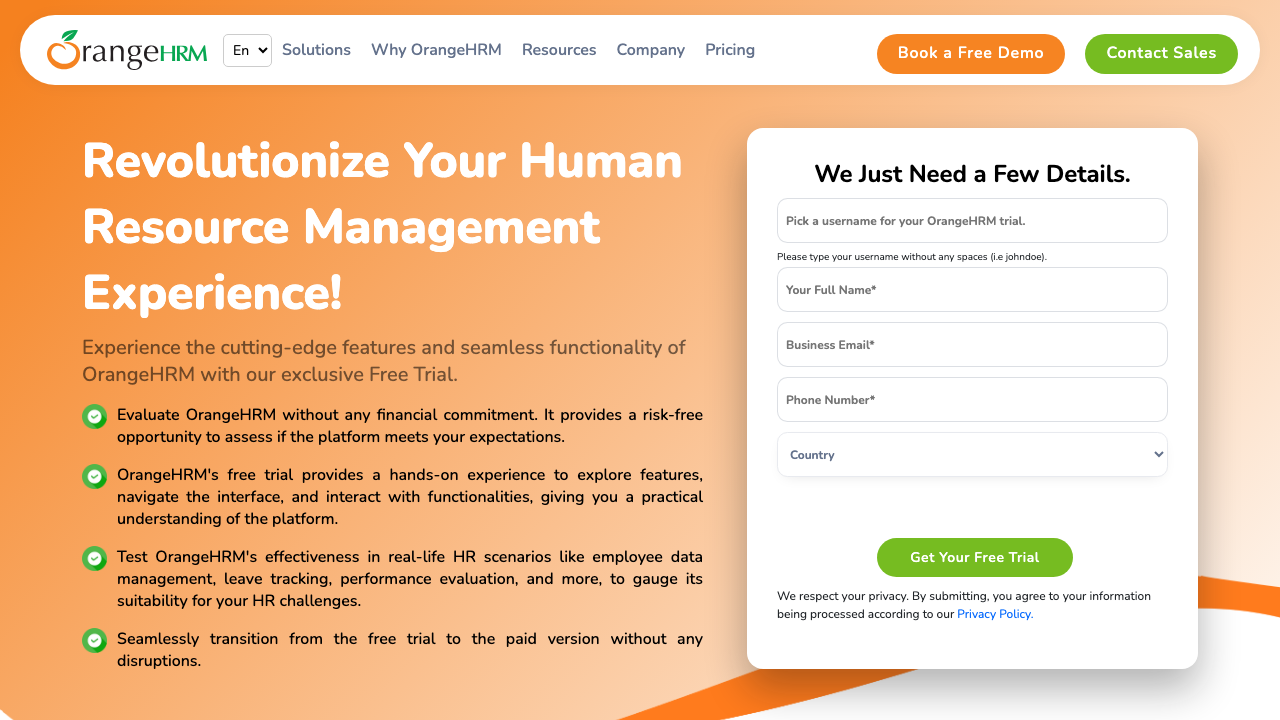 OrangeHRM
En
Solutions
Why OrangeHRM
Resources
Company
Pricing
Book a Free Demo
Contact Sales
Revolutionize Your Human
Resource Management
Experience!
Experience the cutting-edge features and seamless functionality of
OrangeHRM with our exclusive Free Trial.
Evaluate OrangeHRM without any financial commitment. It provides a risk-free
opportunity to assess if the platform meets your expectations.
OrangeHRM's free trial provides a hands-on experience to explore features,
navigate the interface, and interact with functionalities, giving you a practical
understanding of the platform.
Test OrangeHRM's effectiveness in real-life HR scenarios like employee data
management, leave tracking, performance evaluation, and more, to gauge its
suitability for your HR challenges.
Seamlessly transition from the free trial to the paid version without any
disruptions.
We Just Need a Few Details.
Pick a username for your OrangeHRM trial.
Please type your username without any spaces (i.e johndoe).
Your Full Name*
Business Email*
Phone Number*
Country
Get Your Free Trial
We respect your privacy. By submitting, you agree to your information
being processed according to our Privacy Policy.